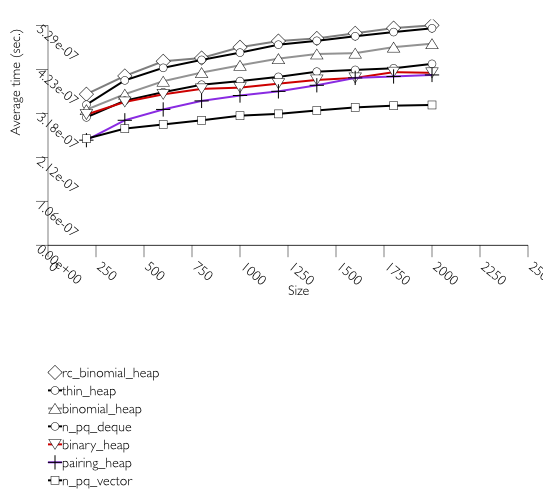 Average time (sec.)
5.29e-07
4.23e-07
3.18e-07
2.12e-07
1.06e-07
0.00e+00
0.0
250
500
750
1000
1250
1500
1750
2000
2250
Size
rc_binomial_heap
thin_heap
binomial_heap
n_pq_deque
binary_heap
pairing_heap
n_pq_vector